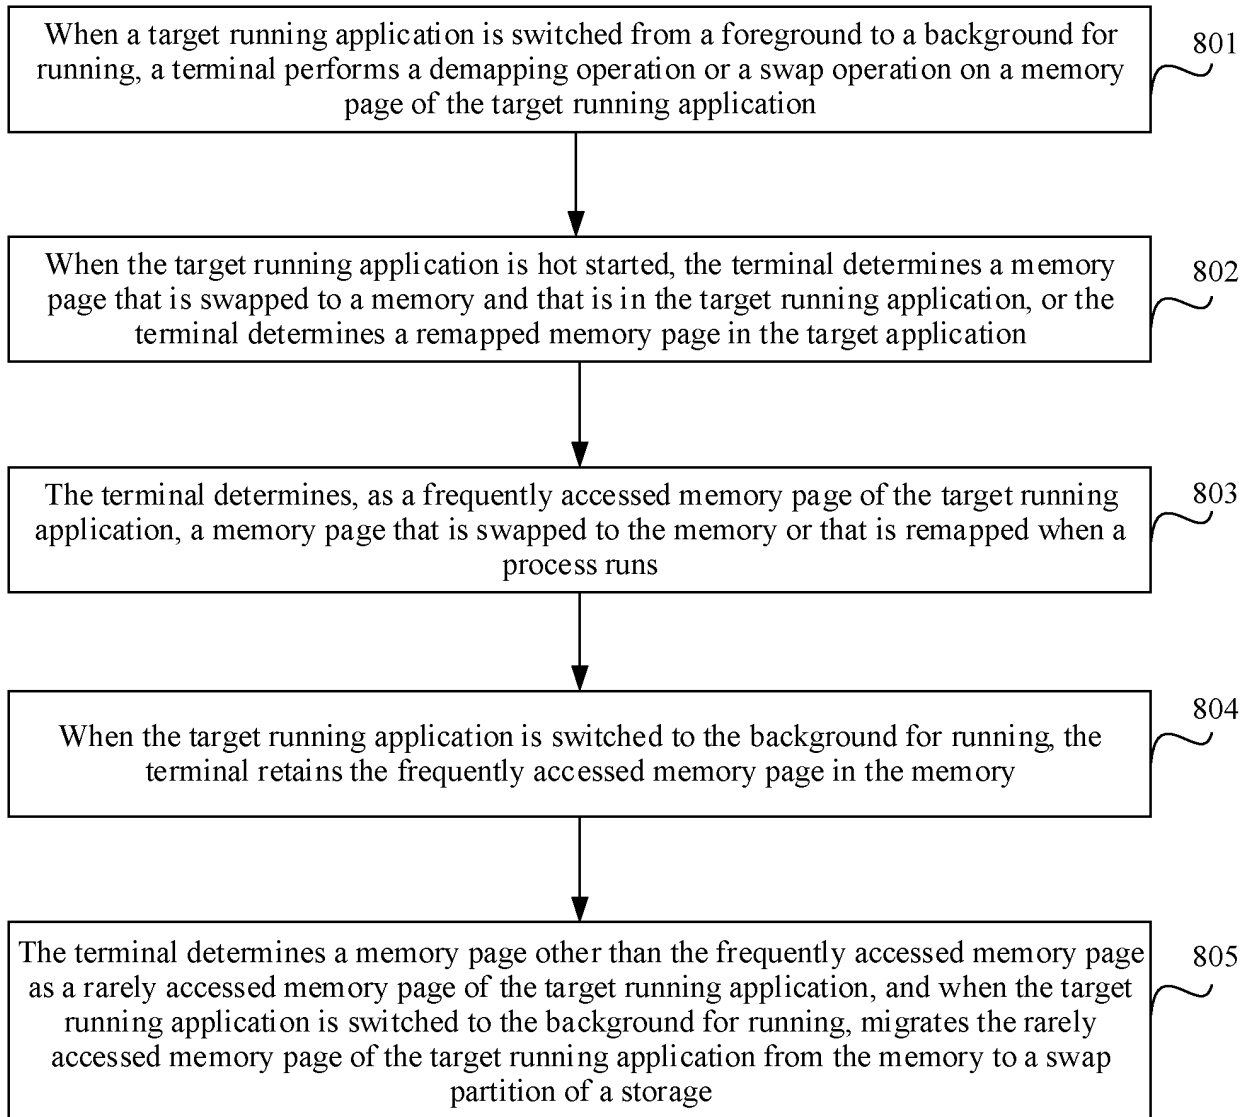 When a target running application is switched from a foreground to a background for
running, a terminal performs a demapping operation or a swap operation on a memory
page of the target running application
801
When the target running application is hot started, the terminal determines a memory
page that is swapped to a memory and that is in the target running application, or the
terminal determines a remapped memory page in the target application
802
The terminal determines, as a frequently accessed memory page of the target running
application, a memory page that is swapped to the memory or that is remapped when a
process runs
803
When the target running application is switched to the background for running, the
terminal retains the frequently accessed memory page in the memory
804
The terminal determines a memory page other than the frequently accessed memory page
as a rarely accessed memory page of the target running application, and when the target
running application is switched to the background for running, migrates the rarely
accessed memory page of the target running application from the memory to a swap
partition of a storage
805